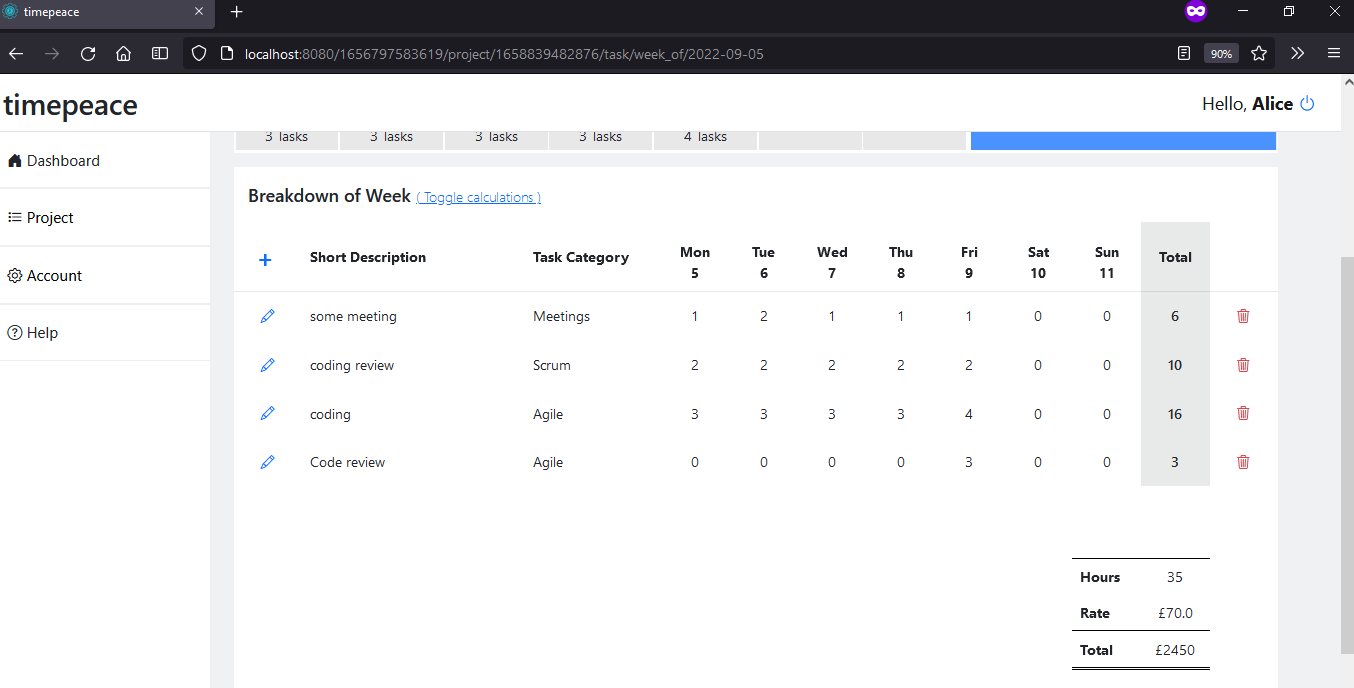 timepeace
localhost:8080/1656797583619/project/1658839482876/task/week_of/2022-09-05
90%
timepeace
Hello, Alice
Dashboard
Project
Account
Help
3 Tasks 3 Tasks 3 Tasks 3 Tasks 4 Tasks
Breakdown of Week ( Toggle calculations )
+ Short Description Task Category Mon 5 Tue 6 Wed 7 Thu 8 Fri 9 Sat 10 Sun 11 Total
some meeting Meetings 1 2 1 1 1 0 0 6
coding review Scrum 2 2 2 2 2 0 0 10
coding Agile 3 3 3 3 4 0 0 16
Code review Agile 0 0 0 0 3 0 0 3
Hours 35
Rate £70.0
Total £2450